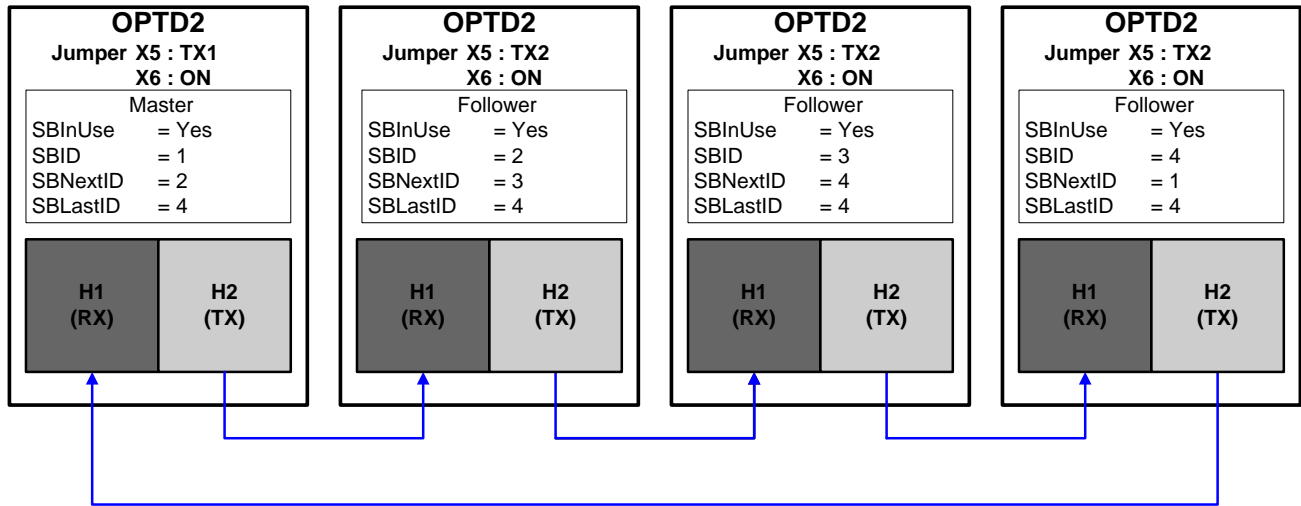 OPTD2
Jumper X5 : TX1
X6 : ON
Master
SBInUse = Yes
SBID = 1
SBNextID = 2
SBLastID = 4
H1
(RX)
H2
(TX)
OPTD2
Jumper X5 : TX2
X6 : ON
Follower
SBInUse = Yes
SBID = 2
SBNextID = 3
SBLastID = 4
H1
(RX)
H2
(TX)
OPTD2
Jumper X5 : TX2
X6 : ON
Follower
SBInUse = Yes
SBID = 3
SBNextID = 4
SBLastID = 4
H1
(RX)
H2
(TX)
OPTD2
Jumper X5 : TX2
X6 : ON
Follower
SBInUse = Yes
SBID = 4
SBNextID = 1
SBLastID = 4
H1
(RX)
H2
(TX)